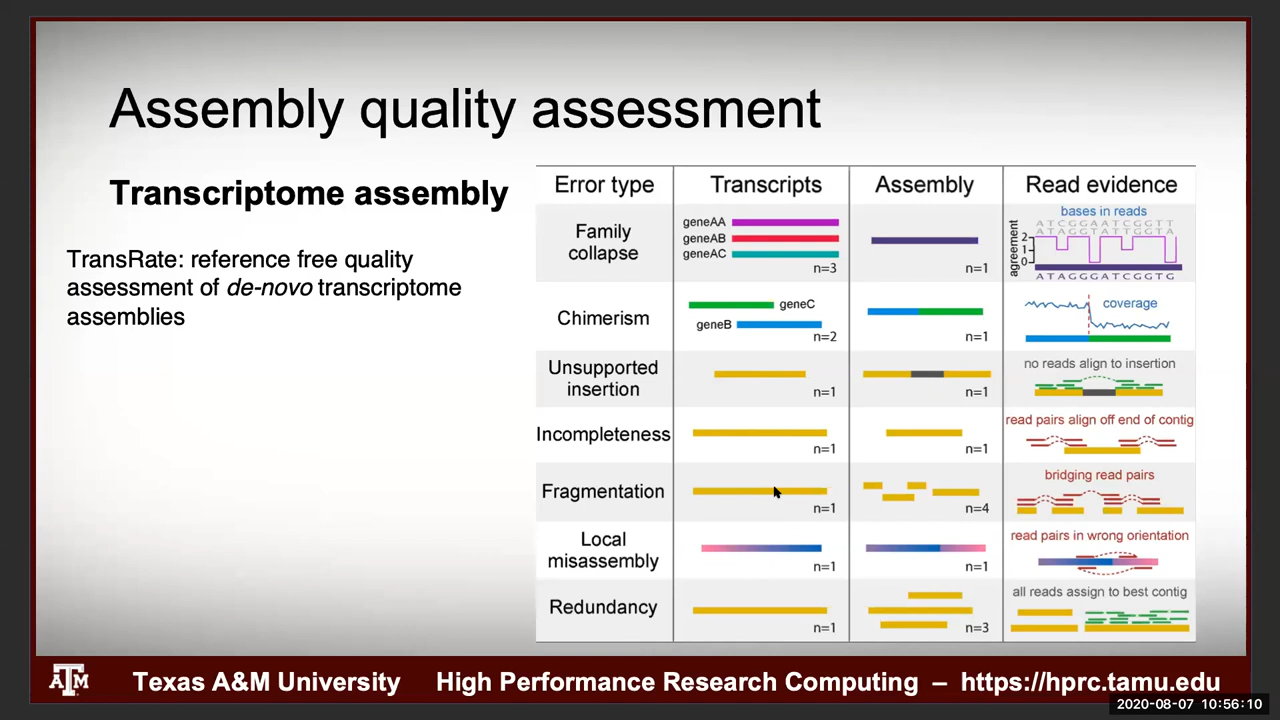 Assembly quality assessment
Transcriptome assembly
TransRate: reference free quality
assessment of de-novo transcriptome
assemblies
Error type Transcripts Assembly Read evidence
Family
collapse
geneAA
geneAB
geneAC
n=3
n=1
bases in reads
agreement
2
1
0
A T C G G A A T C G G T T
A T A G G T A T T G G T A
A T A G G G A T C G G T G
Chimerism
geneC
geneB
n=2
n=1
coverage
Unsupported
insertion
n=1
n=1
no reads align to insertion
Incompleteness
n=1
n=1
read pairs align off end of contig
Fragmentation
n=1
n=4
bridging read pairs
Local
misassembly
n=1
n=1
read pairs in wrong orientation
Redundancy
n=1
n=3
all reads assign to best contig
ATM
Texas A&M University High Performance Research Computing – https://hprc.tamu.edu
2020-08-07 10:56:10